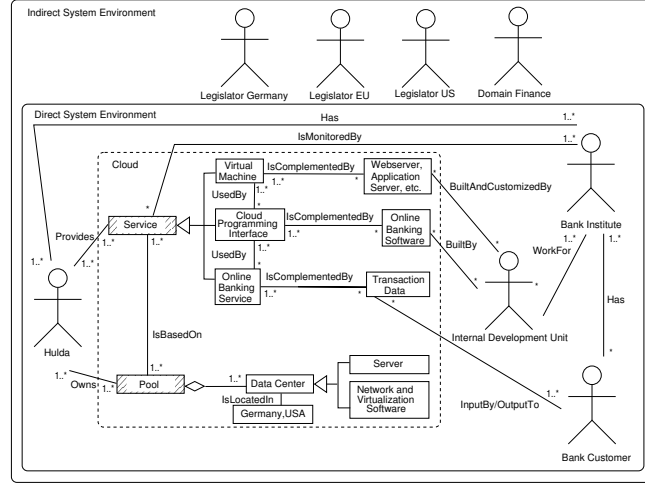 Indirect System Environment
Legislator Germany
Legislator EU
Legislator US
Domain Finance
Direct System Environment
Has
1..*
IsMonitoredBy
1..*
Cloud
Virtual
Machine
IsComplementedBy
1..*
*
Webserver,
Application
Server, etc.
*
BuiltAndCustomizedBy
Bank Institute
UsedBy
1..*
*
*
Service
Cloud
Programming
Interface
IsComplementedBy
1..*
*
Online
Banking
Software
*
BuiltBy
*
Provides
1..*
1..*
1..*
WorkFor
1..*
1..*
UsedBy
1..*
*
Online
Banking
Service
IsComplementedBy
1..*
*
Transaction
Data
*
*
*
Internal Development Unit
Has
1..*
1..*
Hulda
IsBasedOn
*
1..*
Owns
1..*
1..*
Pool
1..*
Data Center
Server
Network and
Virtualization
Software
IsLocatedIn
Germany,USA
InputBy/OutputTo
1..*
Bank Customer